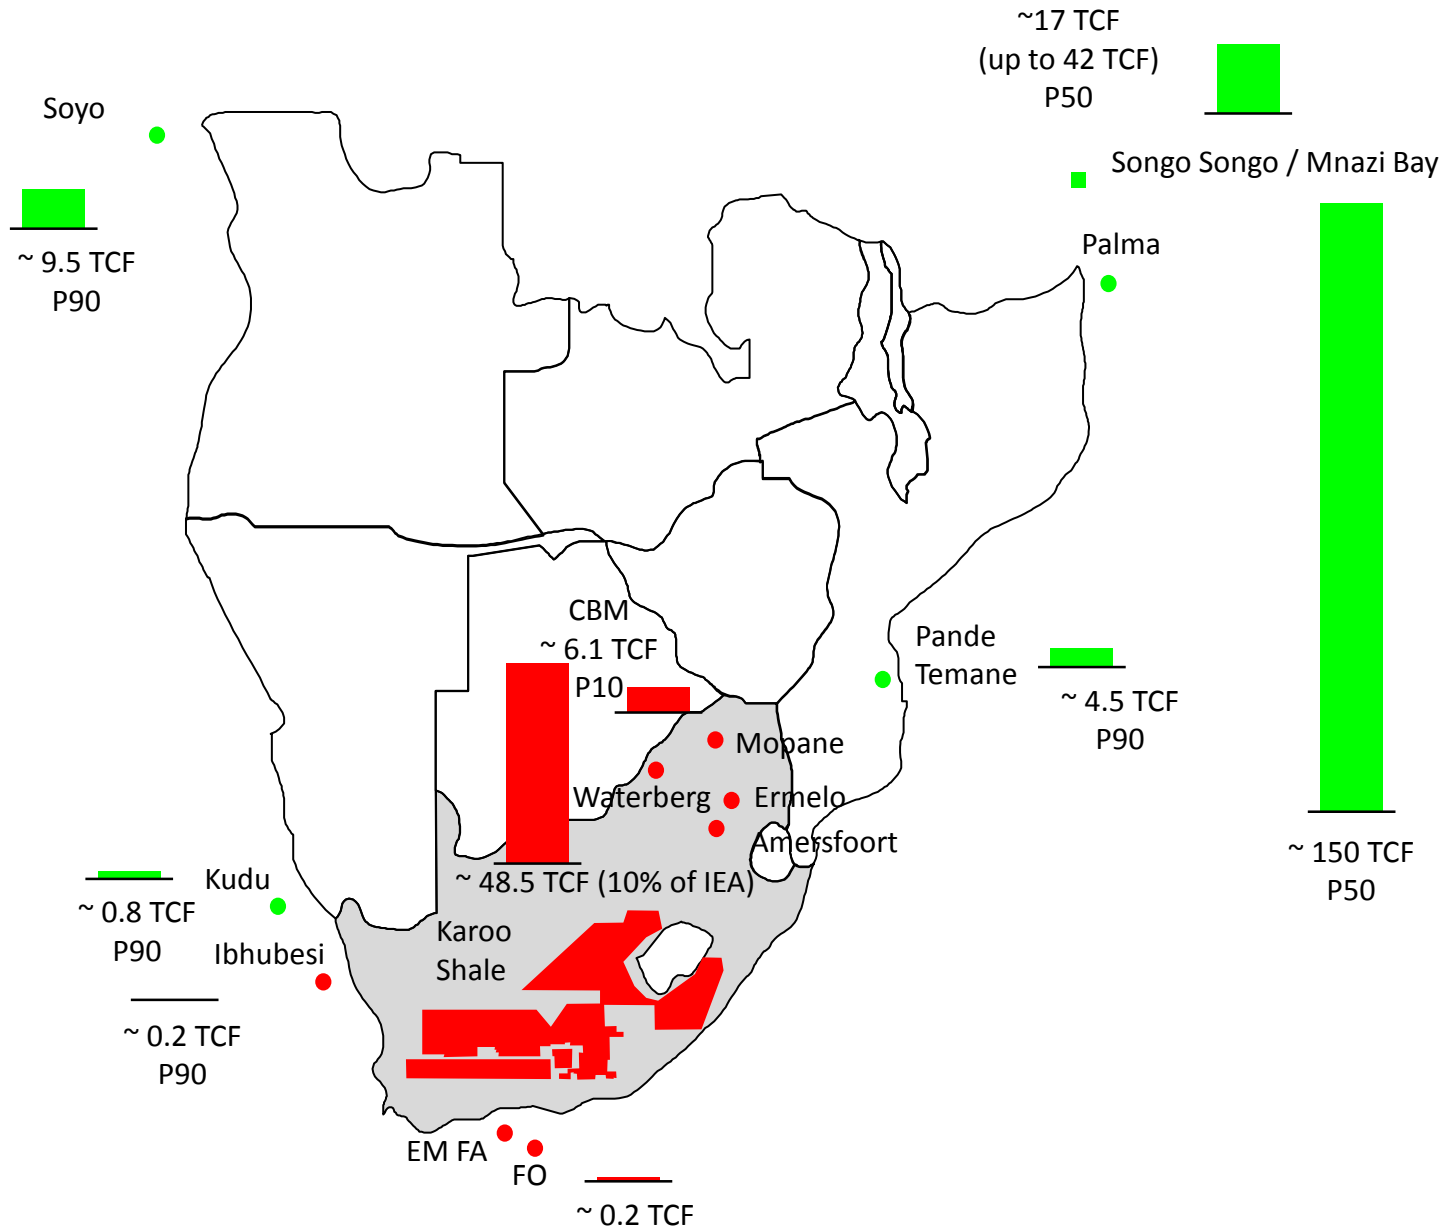 ~17 TCF
(up to 42 TCF)
P50
Soyo
Songo Songo / Mnazi Bay
~ 9.5 TCF
P90
Palma
CBM
~ 6.1 TCF
P10
Pande
Temane
~ 4.5 TCF
P90
Mopane
Waterberg
Ermelo
Amersfoort
~ 150 TCF
P50
~ 48.5 TCF (10% of IEA)
Kudu
~ 0.8 TCF
P90
Karoo
Shale
Ibhubesi
~ 0.2 TCF
P90
EM FA
FO
~ 0.2 TCF